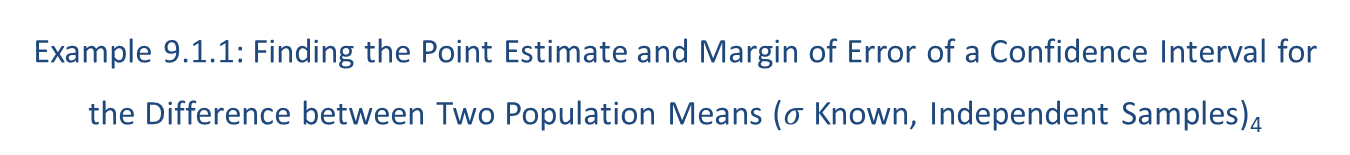 Example 9.1.1: Finding the Point Estimate and Margin of Error of a Confidence Interval for
the Difference between Two Population Means (σ Known, Independent Samples)₄